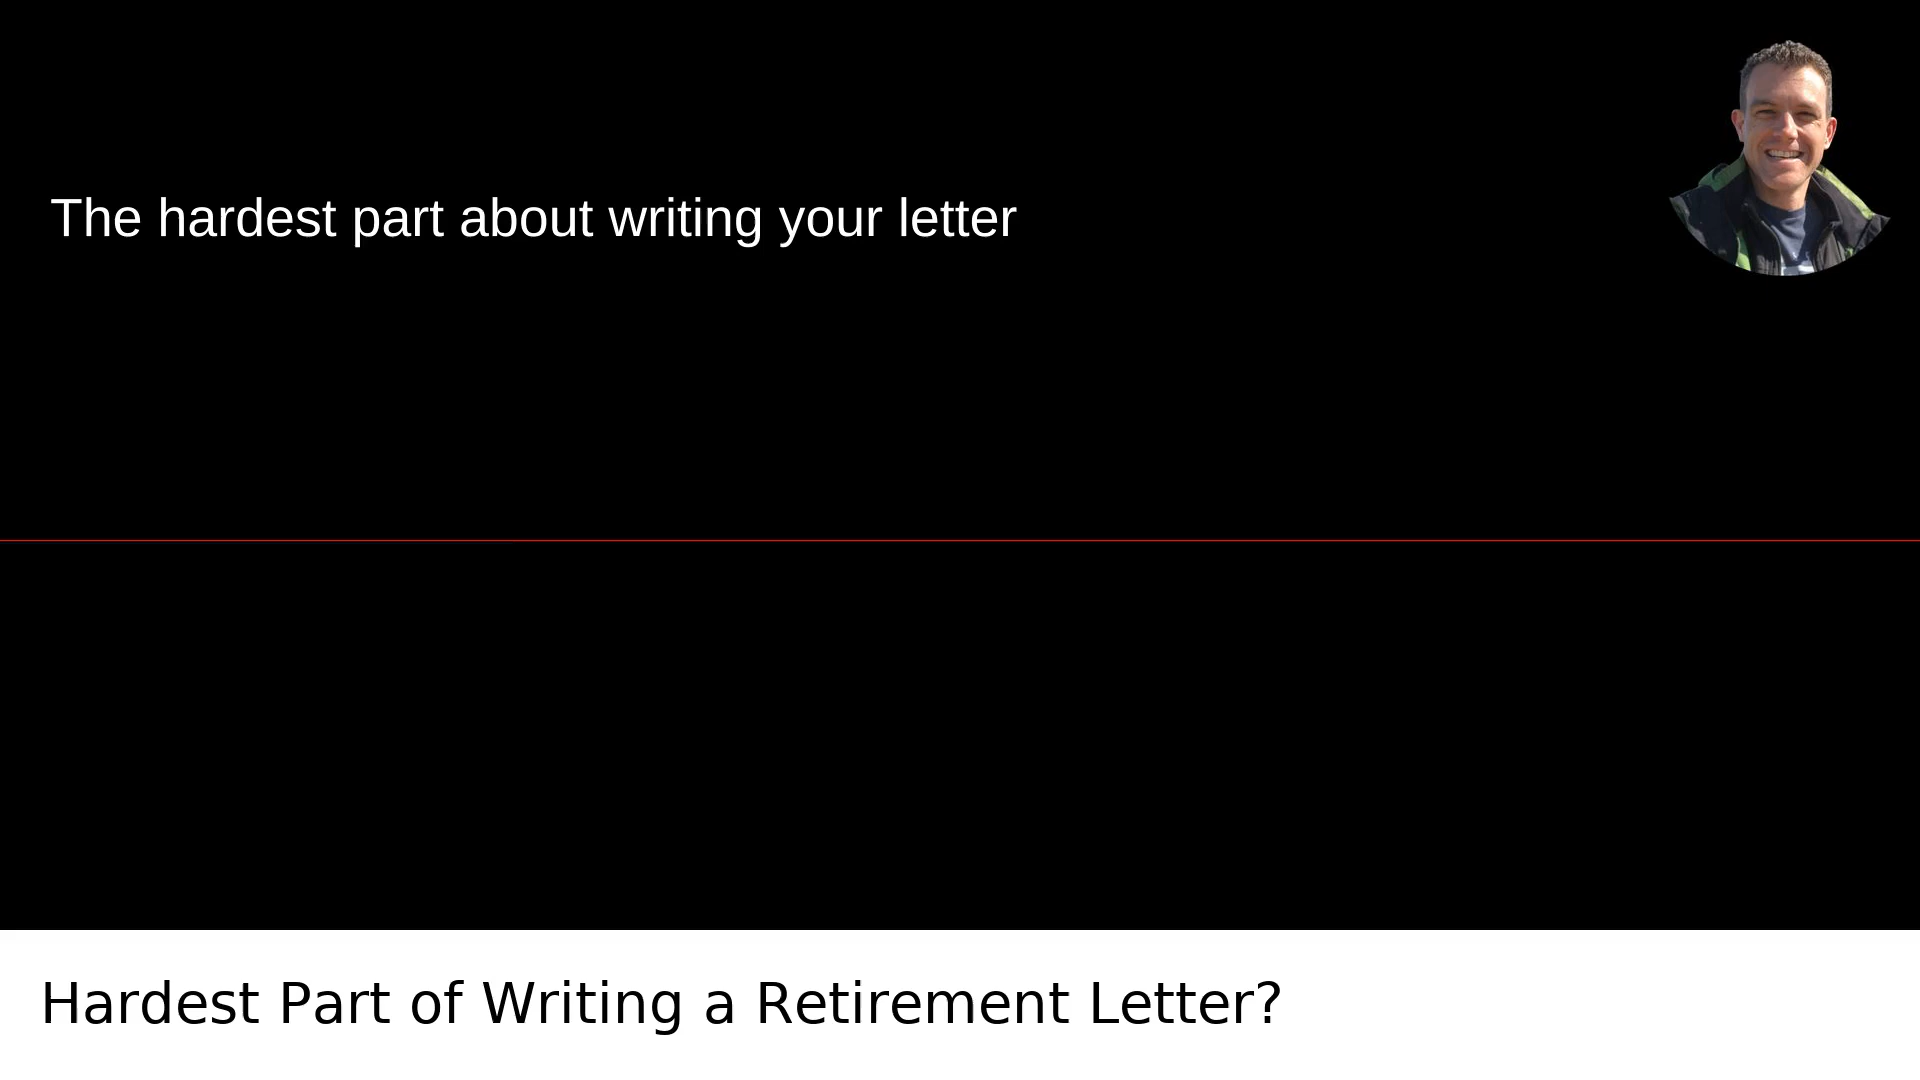 The hardest part about writing your letter
Hardest Part of Writing a Retirement Letter?